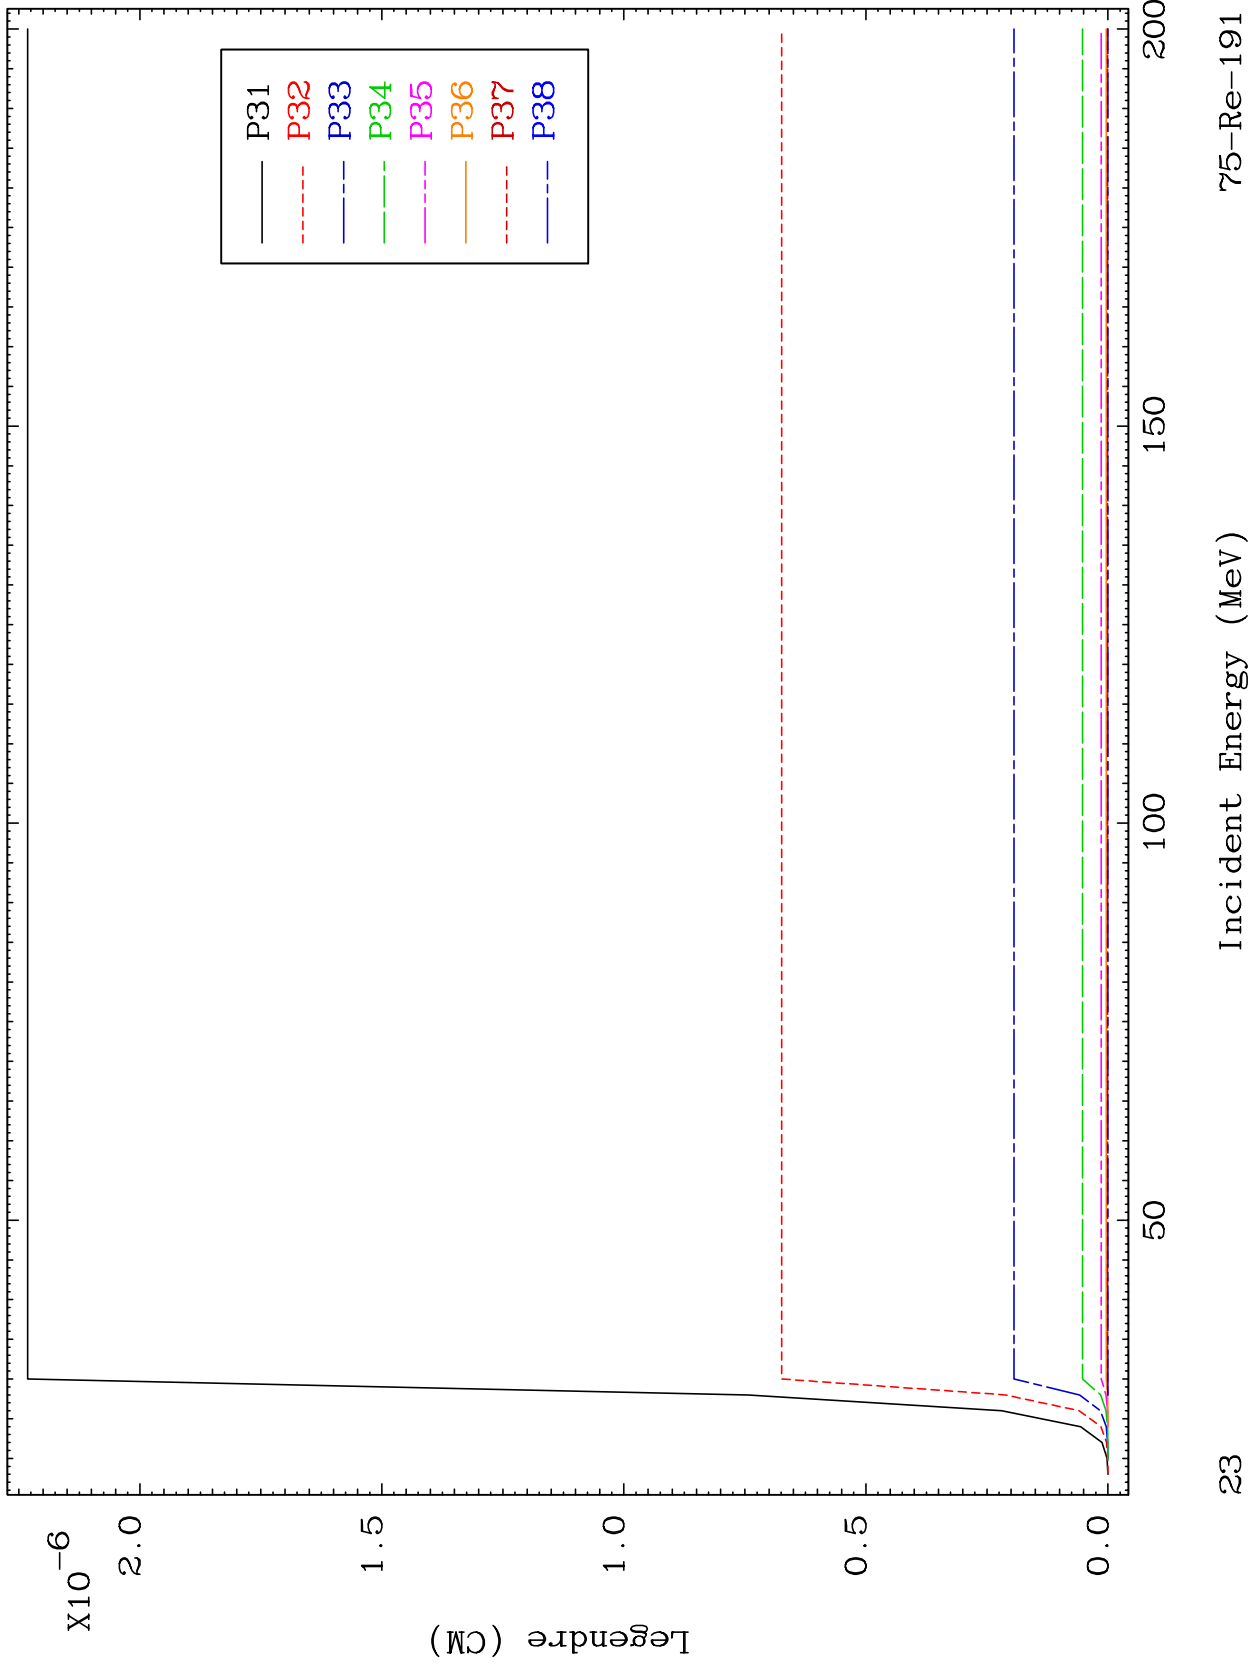 X10-6
2.0
1.5
1.0
0.5
0.0
Legendre (CM)
P31
P32
P33
P34
P35
P36
P37
P38
50
100
150
200
23
Incident Energy (MeV)
75-Re-191